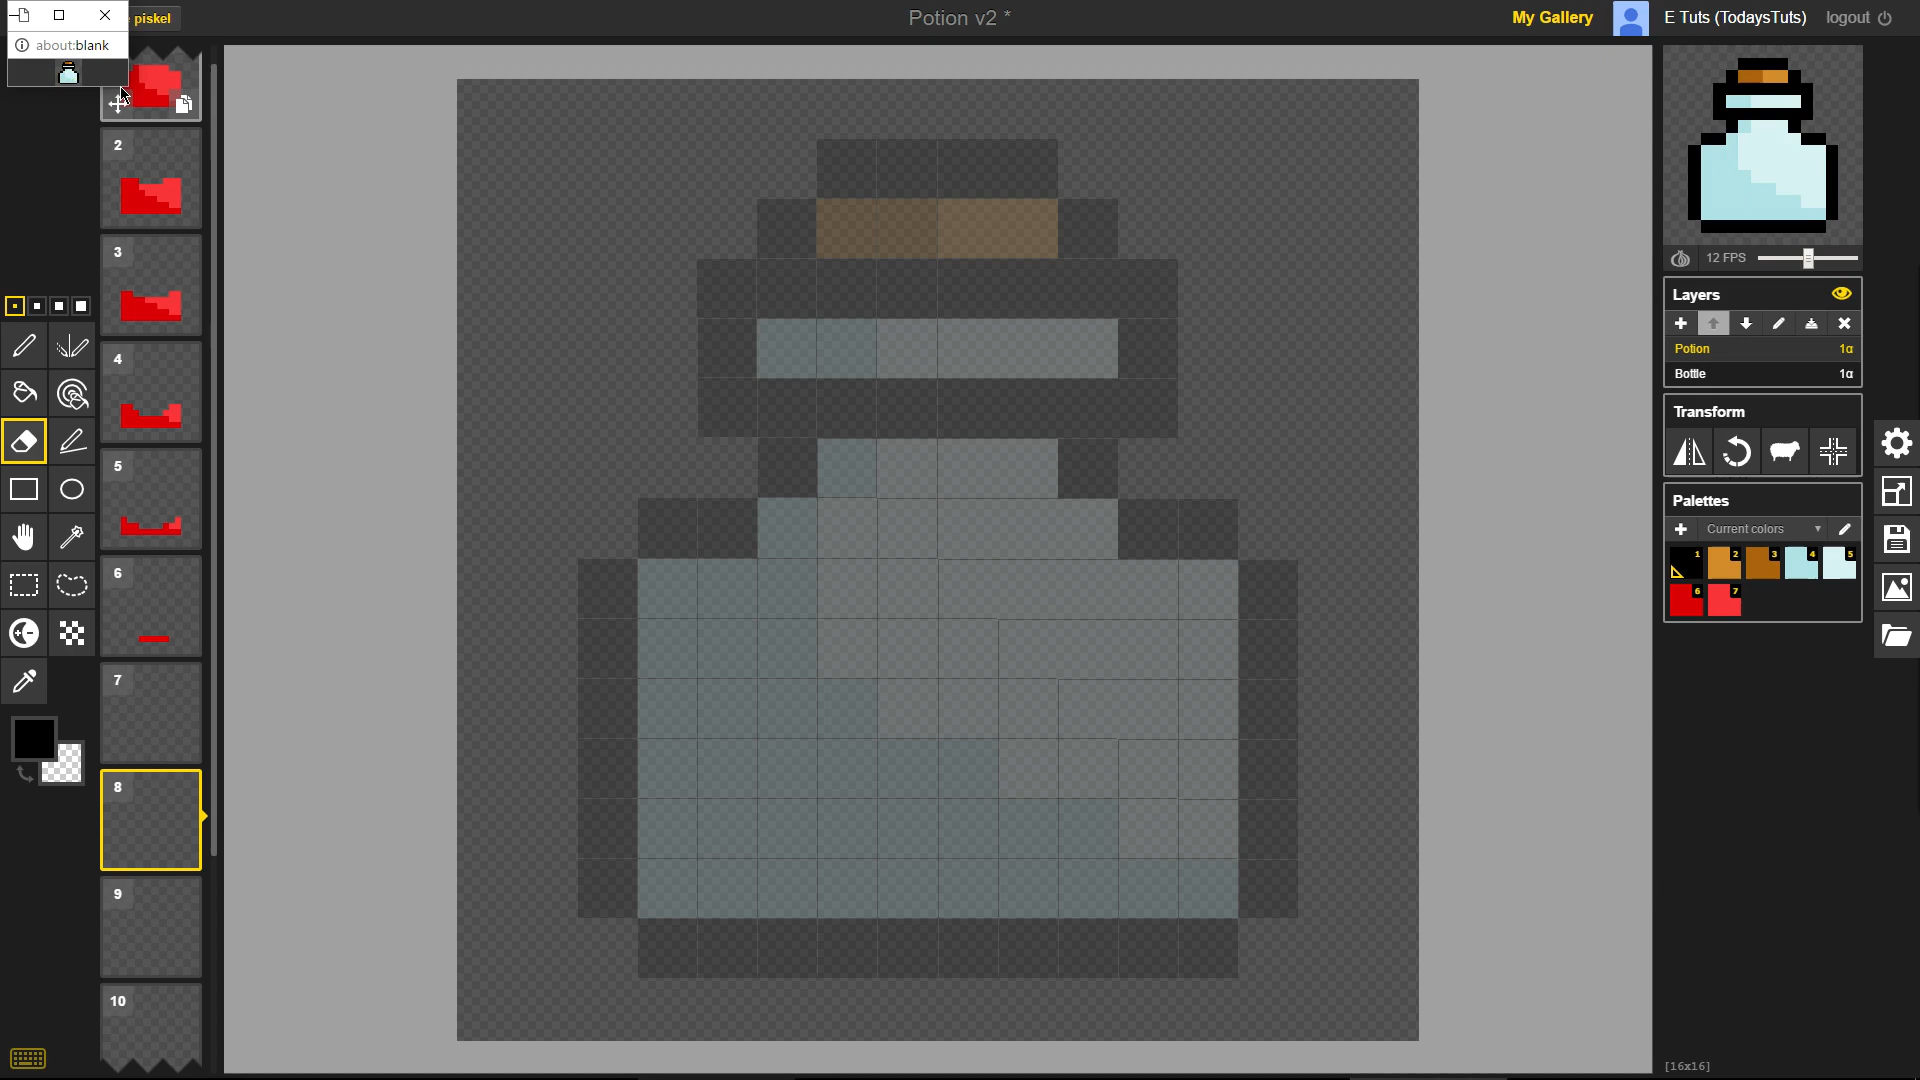 piskel
Potion v2 *
My Gallery
E Tuts (TodaysTuts)
logout
about:blank
2
3
4
5
6
7
8
9
10
12 FPS
Layers
Potion 1α
Bottle 1α
Transform
Palettes
Current colors
1 2 3 4 5
6 7
[16x16]